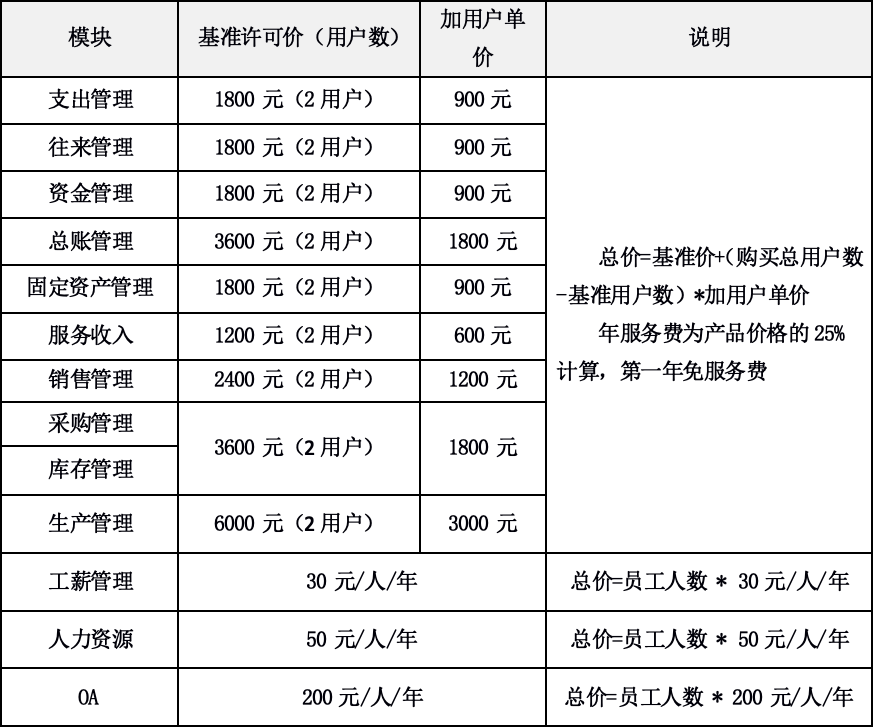 模块 基准许可价（用户数） 加用户单价 说明
支出管理 1800 元（2 用户） 900 元
往来管理 1800 元（2 用户） 900 元
资金管理 1800 元（2 用户） 900 元
总账管理 3600 元（2 用户） 1800 元
固定资产管理 1800 元（2 用户） 900 元
服务收入 1200 元（2 用户） 600 元
销售管理 2400 元（2 用户） 1200 元
采购管理
库存管理
3600 元（2 用户） 1800 元
生产管理 6000 元（2 用户） 3000 元
总价=基准价+（购买总用户数
-基准用户数）*加用户单价
年服务费为产品价格的 25%
计算，第一年免服务费
工薪管理 30 元/人/年 总价=员工人数 * 30 元/人/年
人力资源 50 元/人/年 总价=员工人数 * 50 元/人/年
OA 200 元/人/年 总价=员工人数 * 200 元/人/年